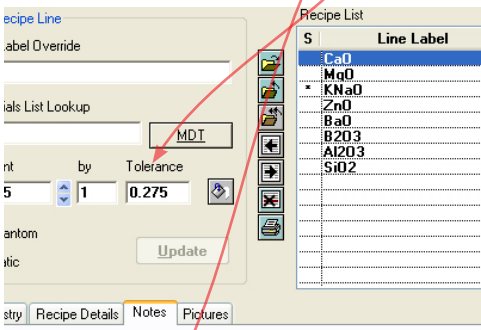 ecipe Line
Label Override
ials List Lookup
MDT
nt by Tolerance
5 1 0.275
antom
atic
Update
Recipe List
S Line Label
CaO
MgO
* KNaO
ZnO
BaO
B2O3
Al2O3
SiO2
stry Recipe Details Notes Pictures